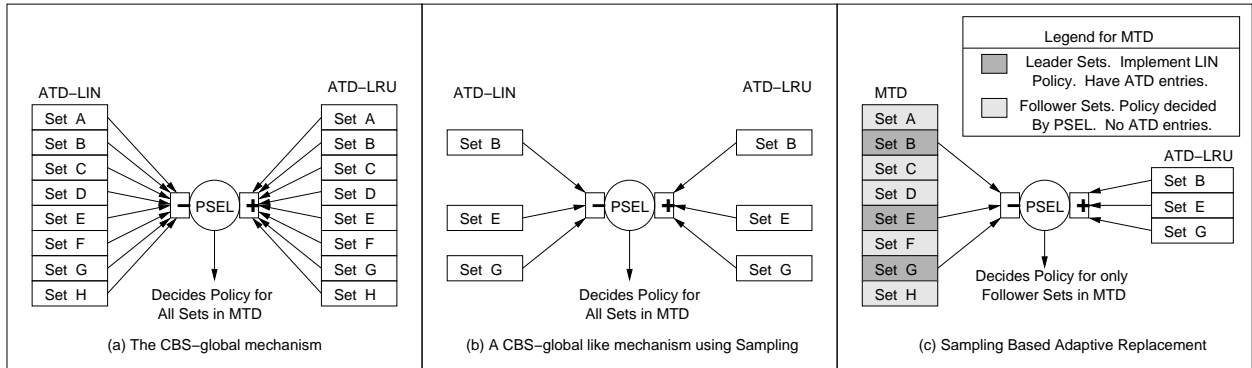 ATD–LIN
Set A
Set B
Set C
Set D
Set E
Set F
Set G
Set H
– PSEL +
ATD–LRU
Set A
Set B
Set C
Set D
Set E
Set F
Set G
Set H
Decides Policy for
All Sets in MTD
(a) The CBS–global mechanism
ATD–LIN
Set B
Set E
Set G
– PSEL +
ATD–LRU
Set B
Set E
Set G
Decides Policy for
All Sets in MTD
(b) A CBS–global like mechanism using Sampling
Legend for MTD
Leader Sets. Implement LIN
Policy. Have ATD entries.
Follower Sets. Policy decided
By PSEL. No ATD entries.
MTD
Set A
Set B
Set C
Set D
Set E
Set F
Set G
Set H
– PSEL +
ATD–LRU
Set B
Set E
Set G
Decides Policy for only
Follower Sets in MTD
(c) Sampling Based Adaptive Replacement